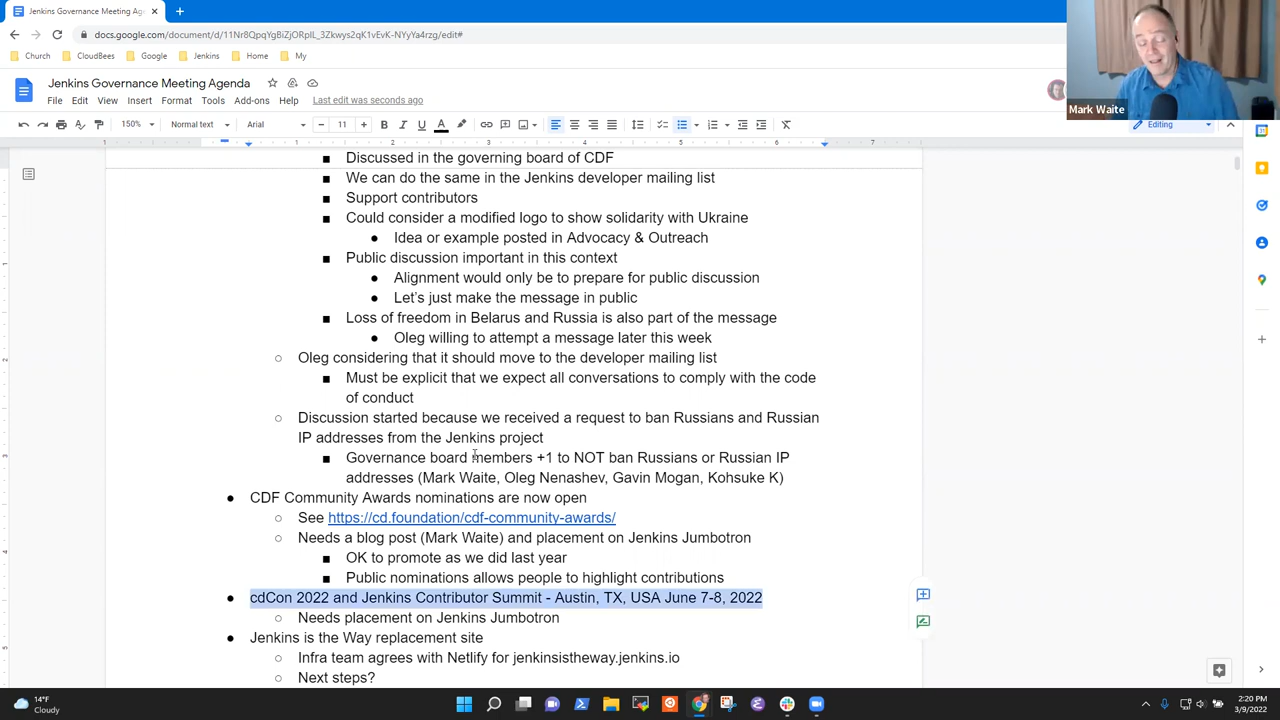 Jenkins Governance Meeting Ag
docs.google.com/document/d/11Nr8QpqYgBiZjORpIL_3Zkwys2qK1vEvK-NYyYa4rzg/edit#
Church
CloudBees
Google
Jenkins
Home
My
Mark Waite
Jenkins Governance Meeting Agenda
File Edit View Insert Format Tools Add-ons Help Last edit was seconds ago
150% Normal text Arial 11 Editing
1 1 2 3 4 5 6 7
■ Discussed in the governing board of CDF
■ We can do the same in the Jenkins developer mailing list
■ Support contributors
■ Could consider a modified logo to show solidarity with Ukraine
● Idea or example posted in Advocacy & Outreach
■ Public discussion important in this context
● Alignment would only be to prepare for public discussion
● Let's just make the message in public
■ Loss of freedom in Belarus and Russia is also part of the message
● Oleg willing to attempt a message later this week
○ Oleg considering that it should move to the developer mailing list
■ Must be explicit that we expect all conversations to comply with the code
of conduct
○ Discussion started because we received a request to ban Russians and Russian
IP addresses from the Jenkins project
■ Governance board members +1 to NOT ban Russians or Russian IP
addresses (Mark Waite, Oleg Nenashev, Gavin Mogan, Kohsuke K)
● CDF Community Awards nominations are now open
○ See https://cd.foundation/cdf-community-awards/
○ Needs a blog post (Mark Waite) and placement on Jenkins Jumbotron
■ OK to promote as we did last year
■ Public nominations allows people to highlight contributions
● cdCon 2022 and Jenkins Contributor Summit - Austin, TX, USA June 7-8, 2022
○ Needs placement on Jenkins Jumbotron
● Jenkins is the Way replacement site
○ Infra team agrees with Netlify for jenkinsistheway.jenkins.io
○ Next steps?
14°F
Cloudy
2:20 PM
3/9/2022